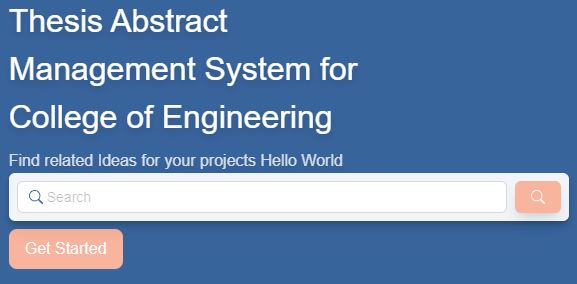 Thesis Abstract
Management System for
College of Engineering
Find related Ideas for your projects Hello World
Search
Get Started